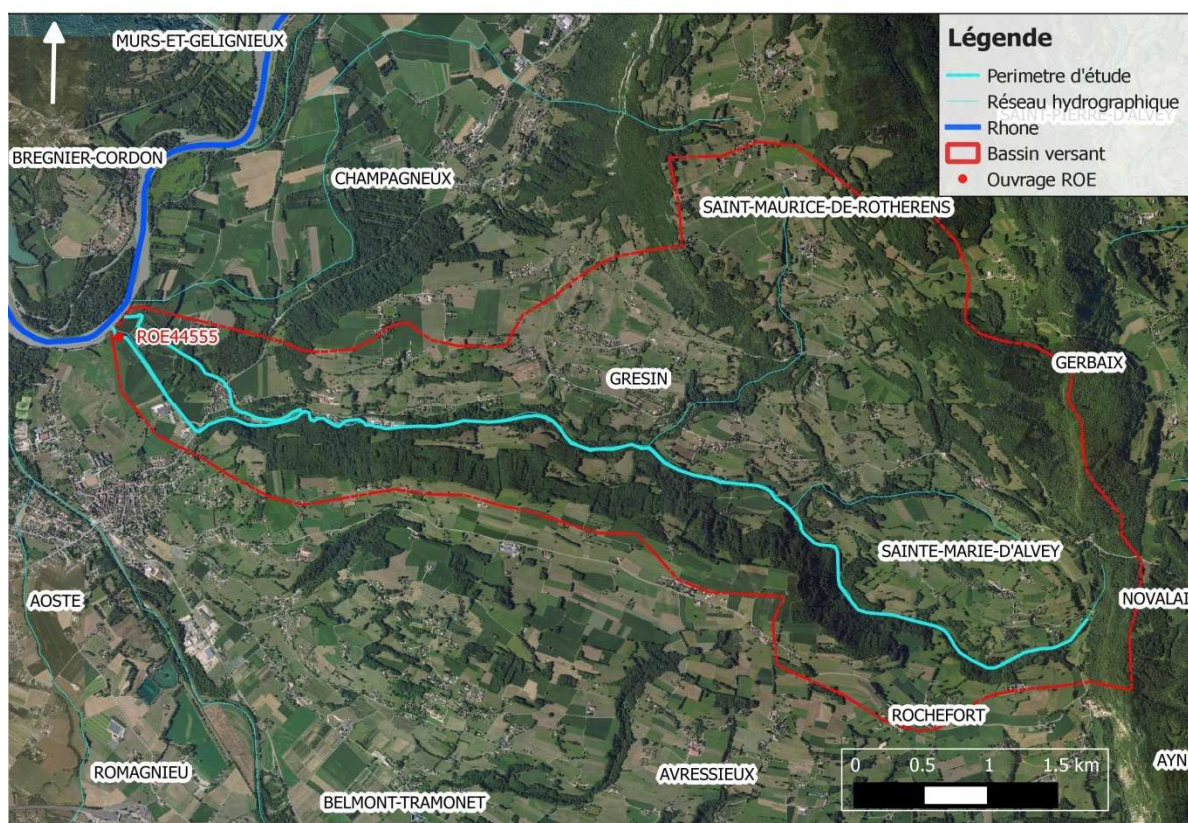 MURS-ET-GELIGNIEUX
Légende
Perimetre d'étude
Réseau hydrographique
SAINT-PIERRE-D'ALVEY
Rhone
Bassin versant
Ouvrage ROE
BREGNIER-CORDON
CHAMPAGNEUX
SAINT-MAURICE-DE-ROTHERENS
ROE44555
GERBAIX
GRESIN
SAINTE-MARIE-D'ALVEY
AOSTE
NOVALAI
ROCHEFORT
ROMAGNIEU
AVRESSIEUX
AYN
BELMONT-TRAMONET
0 0.5 1 1.5 km